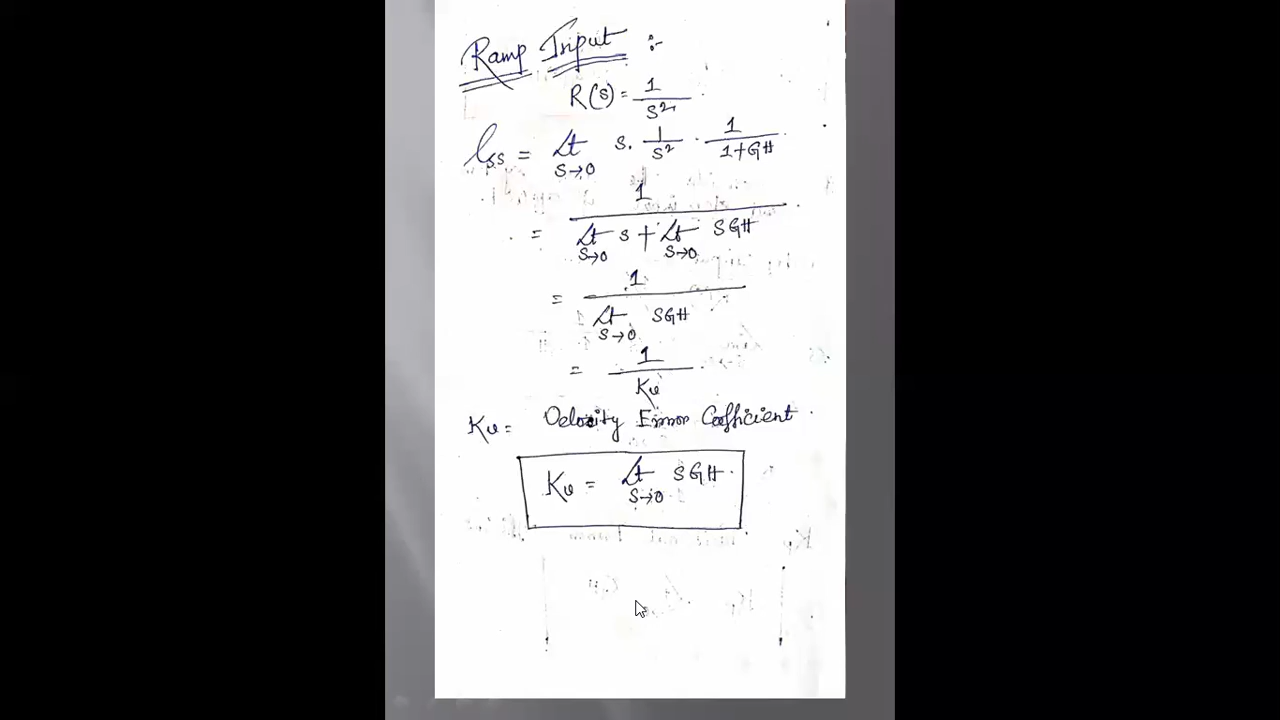 Ramp Input :-
R(s) = 1/s²
ess = Lt s→0 s. 1/s² . 1/(1+GH)
= 1/(Lt s→0 s + Lt s→0 SGH)
= 1/(Lt s→0 SGH)
= 1/Kv
Kv = Velocity Error Coefficient.
Kv = Lt s→0 SGH.